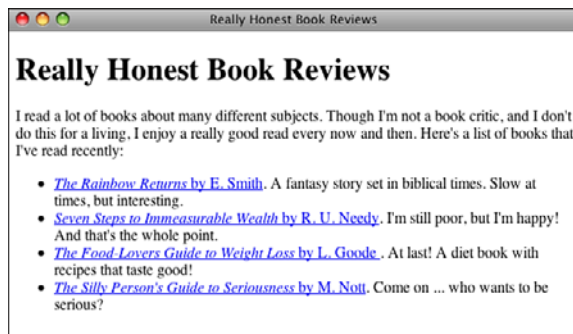 Really Honest Book Reviews
Really Honest Book Reviews
I read a lot of books about many different subjects. Though I'm not a book critic, and I don't
do this for a living, I enjoy a really good read every now and then. Here's a list of books that
I've read recently:
• The Rainbow Returns by E. Smith. A fantasy story set in biblical times. Slow at
times, but interesting.
• Seven Steps to Immeasurable Wealth by R. U. Needy. I'm still poor, but I'm happy!
And that's the whole point.
• The Food-Lovers Guide to Weight Loss by L. Goode . At last! A diet book with
recipes that taste good!
• The Silly Person's Guide to Seriousness by M. Nott. Come on ... who wants to be
serious?